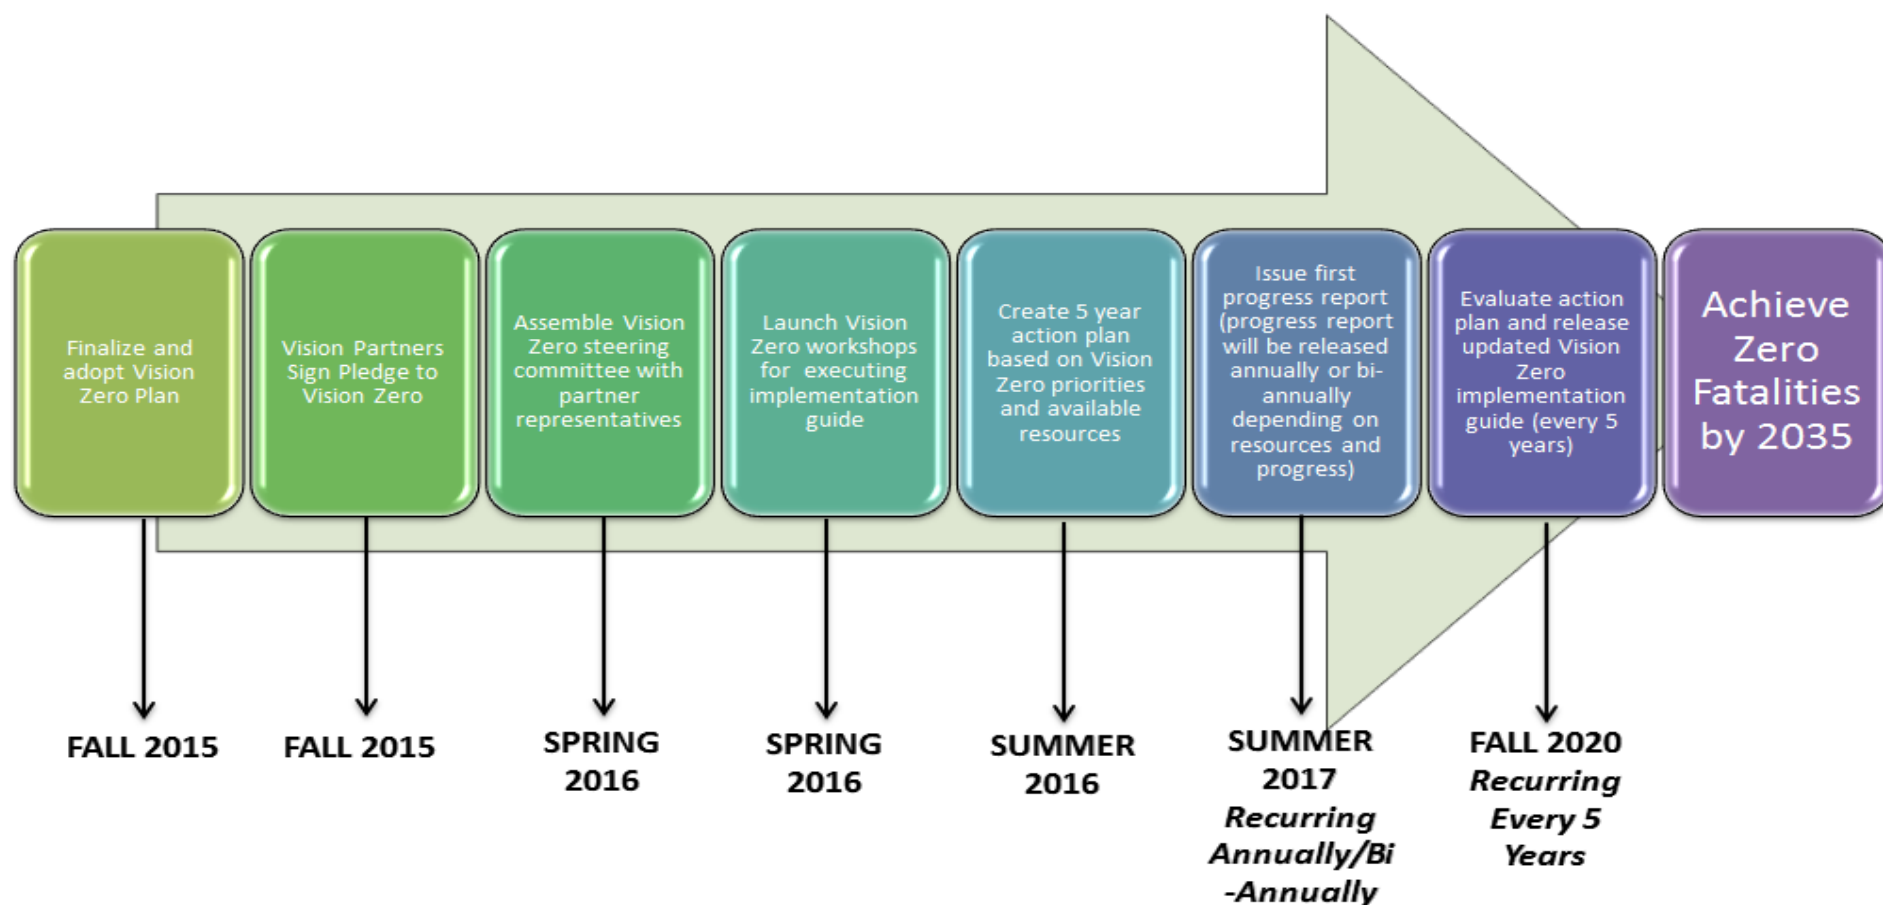 Finalize and
adopt Vision
Zero Plan
Vision Partners
Sign Pledge to
Vision Zero
Assemble Vision
Zero steering
committee with
partner
representatives
Launch Vision
Zero workshops
for executing
implementation
guide
Create 5 year
action plan
based on Vision
Zero priorities
and available
resources
Issue first
progress report
(progress report
will be released
annually or bi-
annually
depending on
resources and
progress)
Evaluate action
plan and release
updated Vision
Zero
implementation
guide (every 5
years)
Achieve
Zero
Fatalities
by 2035
FALL 2015
FALL 2015
SPRING
2016
SPRING
2016
SUMMER
2016
SUMMER
2017
Recurring
Annually/Bi
-Annually
FALL 2020
Recurring
Every 5
Years